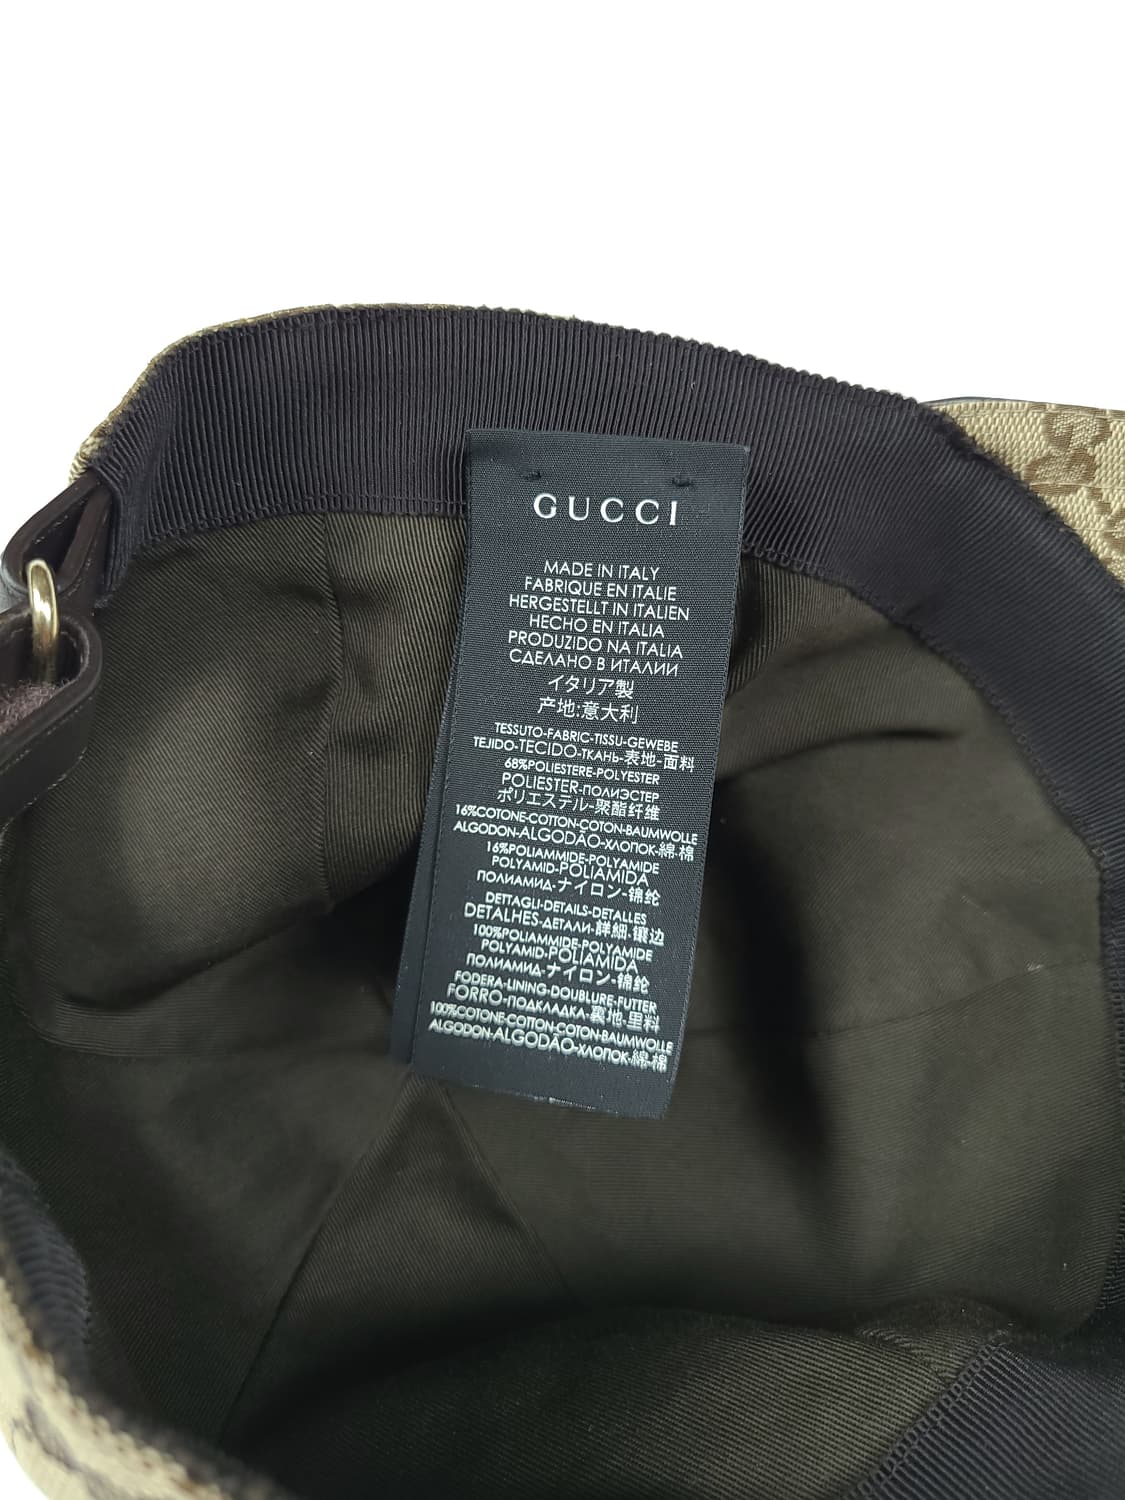 GUCCI
MADE IN ITALY
FABRIQUE EN ITALIE
HERGESTELLT IN ITALIEN
HECHO EN ITALIA
PRODUZIDO NA ITALIA
СДЕЛАНО В ИТАЛИИ
イタリア製
产地:意大利
TESSUTO-FABRIC-TISSU-GEWEBE
TEJIDO-TECIDO-ТКАНЬ-表地-面料
68%POLIESTERE-POLYESTER
POLIESTER-ПОЛИЭСТЕР
ポリエステル-聚酯纤维
16%COTONE-COTTON-COTON-BAUMWOLLE
ALGODON-ALGODÃO-ХЛОПОК-綿-棉
16%POLIAMMIDE-POLYAMIDE
POLYAMID-POLIAMIDA
ПОЛИАМИД-ナイロン-锦纶
DETTAGLI-DETAILS-DETALLES
DETALHES-ДЕТАЛИ-詳細-镶边
100%POLIAMMIDE-POLYAMIDE
POLYAMID-POLIAMIDA
ПОЛИАМИД-ナイロン-锦纶
FODERA-LINING-DOUBLURE-FUTTER
FORRO-ПОДКЛАДКА-裏地-里料
100%COTONE-COTTON-COTON-BAUMWOLLE
ALGODON-ALGODÃO-ХЛОПОК-綿-棉